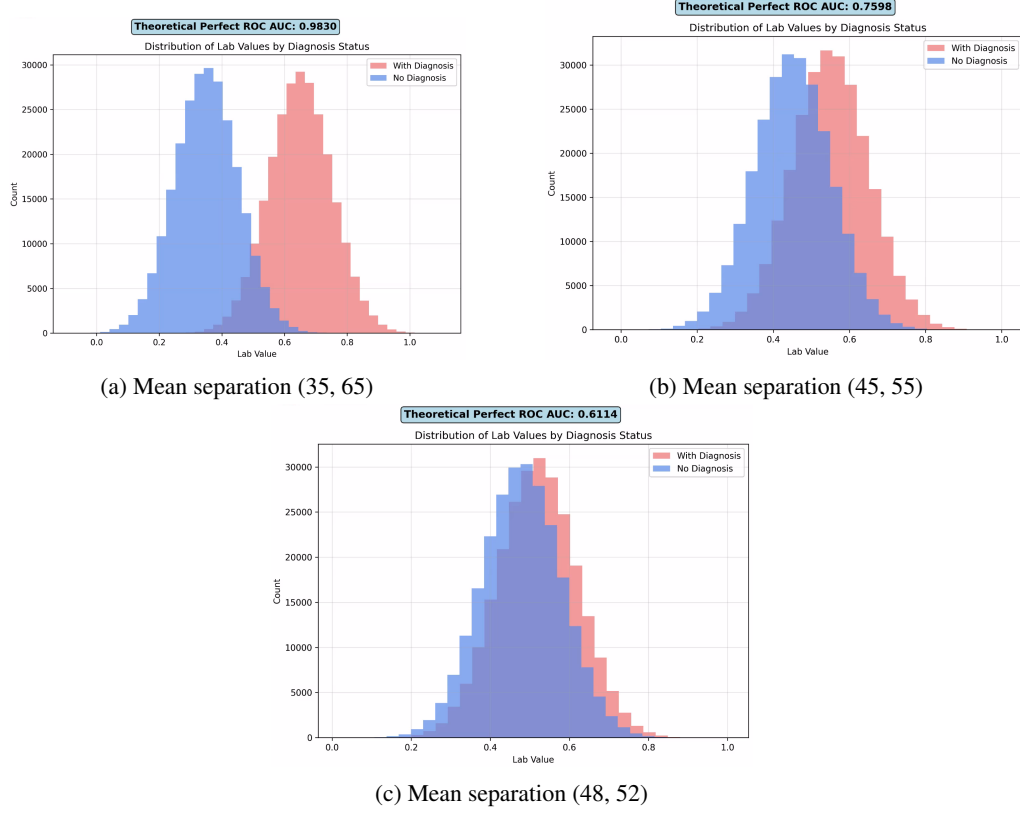 Theoretical Perfect ROC AUC: 0.9830
Distribution of Lab Values by Diagnosis Status
With Diagnosis
No Diagnosis
30000
25000
20000
15000
10000
5000
0
Count
0.0 0.2 0.4 0.6 0.8 1.0
Lab Value
(a) Mean separation (35, 65)
Theoretical Perfect ROC AUC: 0.7598
Distribution of Lab Values by Diagnosis Status
With Diagnosis
No Diagnosis
30000
25000
20000
15000
10000
5000
0
Count
0.0 0.2 0.4 0.6 0.8 1.0
Lab Value
(b) Mean separation (45, 55)
Theoretical Perfect ROC AUC: 0.6114
Distribution of Lab Values by Diagnosis Status
With Diagnosis
No Diagnosis
30000
25000
20000
15000
10000
5000
0
Count
0.0 0.2 0.4 0.6 0.8 1.0
Lab Value
(c) Mean separation (48, 52)